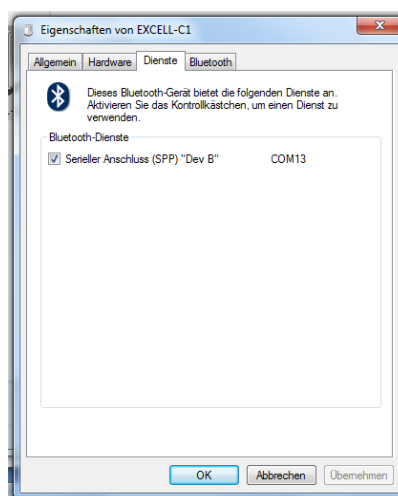 Eigenschaften von EXCELL-C1
Allgemein Hardware Dienste Bluetooth
Dieses Bluetooth-Gerät bietet die folgenden Dienste an.
Aktivieren Sie das Kontrollkästchen, um einen Dienst zu
verwenden.
Bluetooth-Dienste
Serieller Anschluss (SPP) "Dev B" COM13
OK Abbrechen Übernehmen